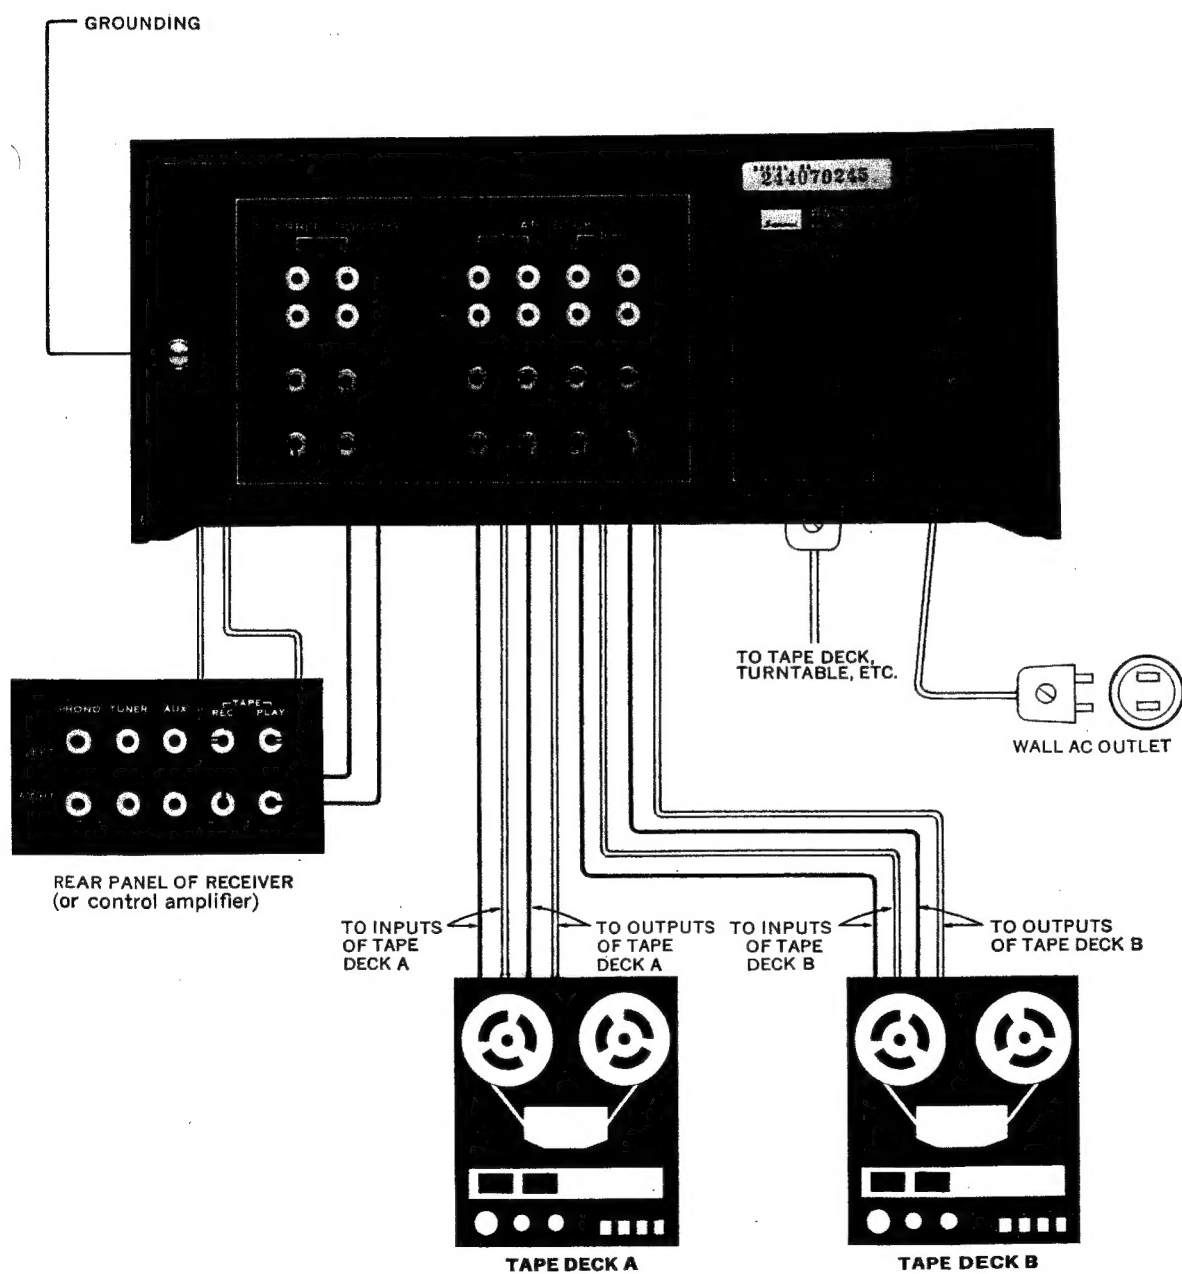 GROUNDING
244070245
TO TAPE DECK,
TURNTABLE, ETC.
WALL AC OUTLET
TUNER AUX TAPE
REC PLAY
REAR PANEL OF RECEIVER
(or control amplifier)
TO INPUTS
OF TAPE
DECK A
TO OUTPUTS
OF TAPE
DECK A
TO INPUTS
OF TAPE
DECK B
TO OUTPUTS
OF TAPE DECK B
TAPE DECK A
TAPE DECK B